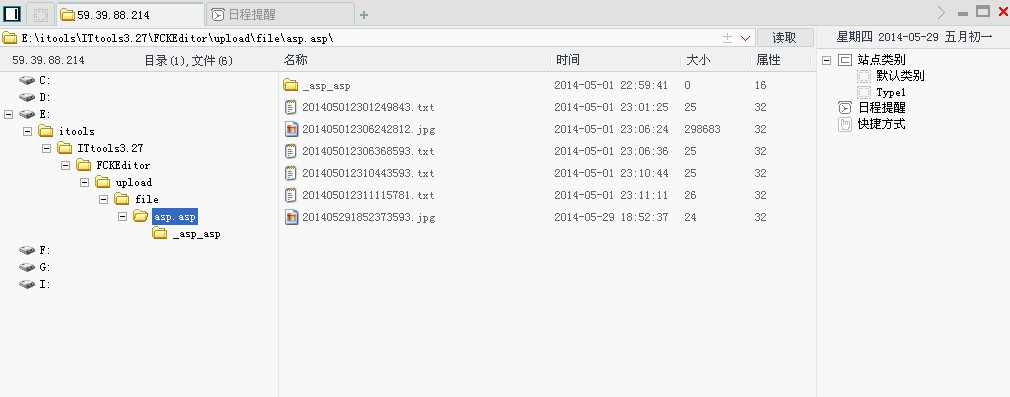 59.39.88.214 日程提醒
E:\itools\ITtools3.27\FCKEditor\upload\file\asp.asp\ 读取 星期四 2014-05-29 五月初一
59.39.88.214 目录(1),文件(6) 名称 时间 大小 属性
C:
D:
E:
itools
ITtools3.27
FCKEditor
upload
file
asp.asp
_asp_asp
F:
G:
I:
_asp_asp 2014-05-01 22:59:41 0 16
201405012301249843.txt 2014-05-01 23:01:25 25 32
201405012306242812.jpg 2014-05-01 23:06:24 298683 32
201405012306368593.txt 2014-05-01 23:06:36 25 32
201405012310443593.txt 2014-05-01 23:10:44 25 32
201405012311115781.txt 2014-05-01 23:11:11 26 32
201405291852373593.jpg 2014-05-29 18:52:37 24 32
站点类别
默认类别
Type1
日程提醒
快捷方式